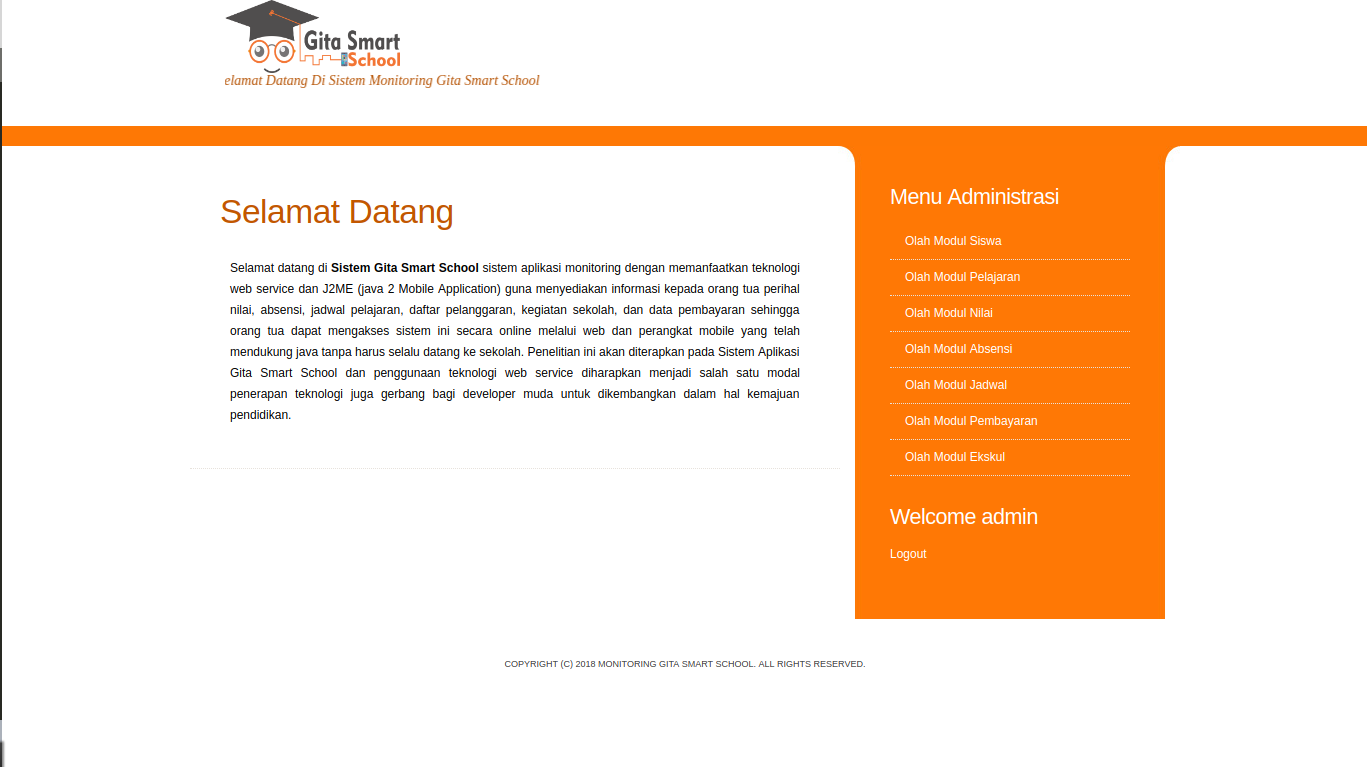 Gita Smart
School
elamat Datang Di Sistem Monitoring Gita Smart School
Selamat Datang
Selamat datang di Sistem Gita Smart School sistem aplikasi monitoring dengan memanfaatkan teknologi
web service dan J2ME (java 2 Mobile Application) guna menyediakan informasi kepada orang tua perihal
nilai, absensi, jadwal pelajaran, daftar pelanggaran, kegiatan sekolah, dan data pembayaran sehingga
orang tua dapat mengakses sistem ini secara online melalui web dan perangkat mobile yang telah
mendukung java tanpa harus selalu datang ke sekolah. Penelitian ini akan diterapkan pada Sistem Aplikasi
Gita Smart School dan penggunaan teknologi web service diharapkan menjadi salah satu modal
penerapan teknologi juga gerbang bagi developer muda untuk dikembangkan dalam hal kemajuan
pendidikan.
Menu Administrasi
Olah Modul Siswa
Olah Modul Pelajaran
Olah Modul Nilai
Olah Modul Absensi
Olah Modul Jadwal
Olah Modul Pembayaran
Olah Modul Ekskul
Welcome admin
Logout
COPYRIGHT (C) 2018 MONITORING GITA SMART SCHOOL. ALL RIGHTS RESERVED.